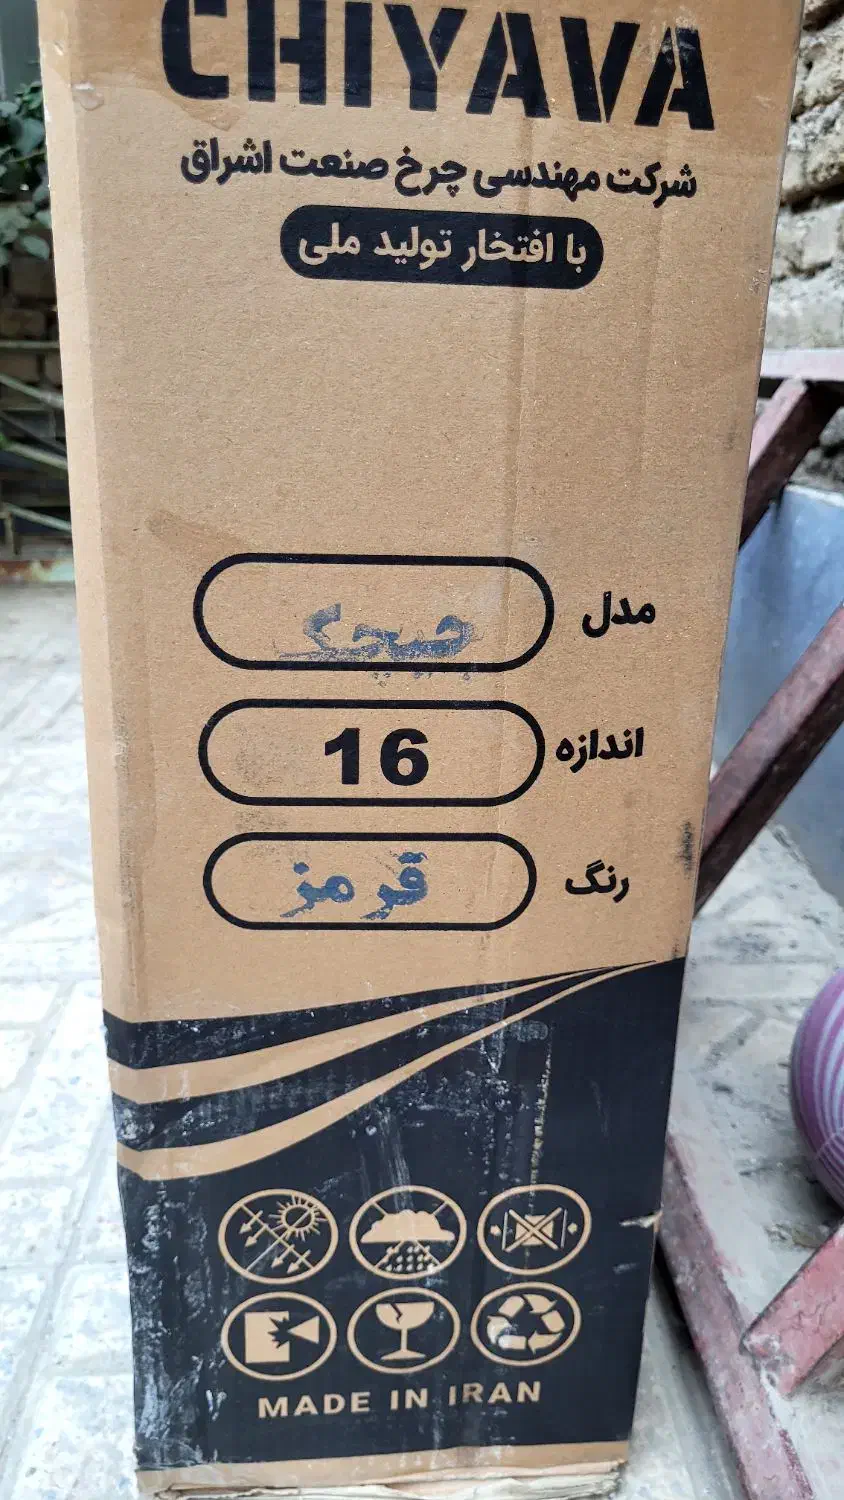 CHIYAVA
شرکت مهندسی چرخ صنعت اشراق
با افتخار تولید ملی
مدل
اندازه 16
رنگ قرمز
MADE IN IRAN